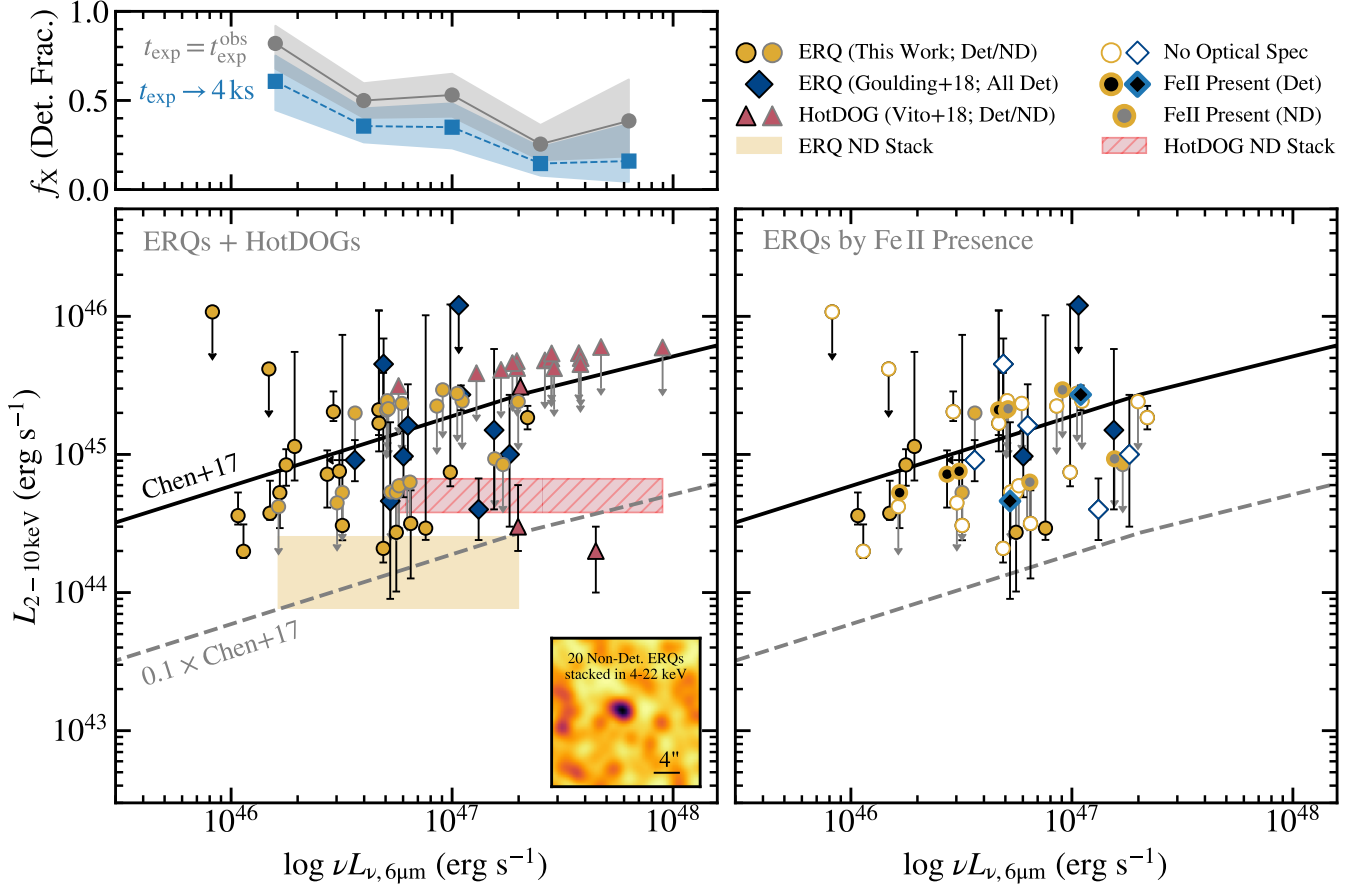 1.0
0.5
0.0
f_X (Det. Frac.)
t_exp = t_exp^obs
t_exp → 4 ks
ERQ (This Work; Det/ND)
ERQ (Goulding+18; All Det)
HotDOG (Vito+18; Det/ND)
ERQ ND Stack
No Optical Spec
FeII Present (Det)
FeII Present (ND)
HotDOG ND Stack
ERQs + HotDOGs
ERQs by Fe II Presence
10^46
10^45
10^44
10^43
L_2−10keV (erg s^−1)
Chen+17
0.1 × Chen+17
20 Non-Det. ERQs
stacked in 4-22 keV
4"
10^46 10^47 10^48
10^46 10^47 10^48
log νL_ν,6μm (erg s^−1)
log νL_ν,6μm (erg s^−1)